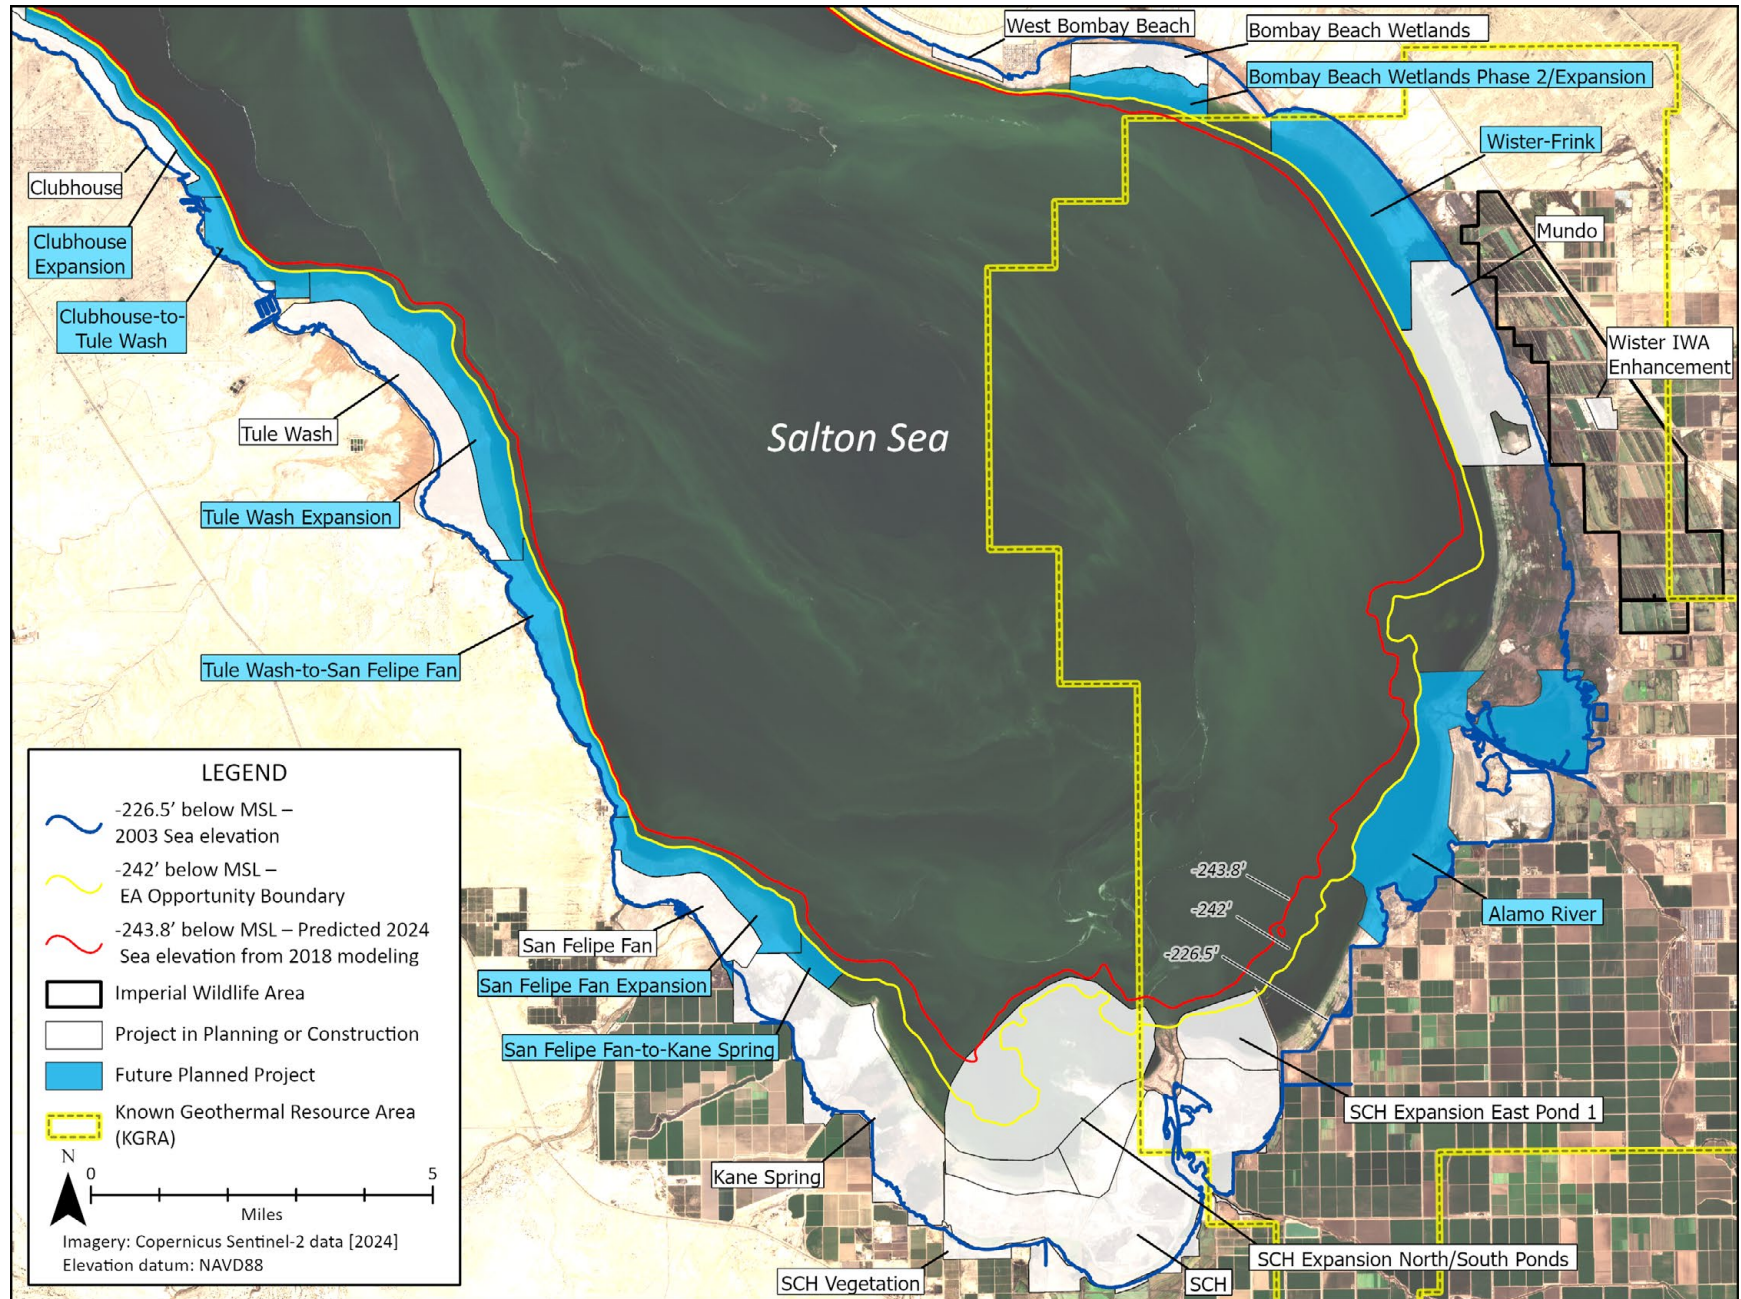 West Bombay Beach
Bombay Beach Wetlands
Bombay Beach Wetlands Phase 2/Expansion
Wister-Frink
Clubhouse
Mundo
Clubhouse
Expansion
Clubhouse-to-
Tule Wash
Wister IWA
Enhancement
Tule Wash
Salton Sea
Tule Wash Expansion
Tule Wash-to-San Felipe Fan
-243.8'
-242'
-226.5'
Alamo River
San Felipe Fan
San Felipe Fan Expansion
San Felipe Fan-to-Kane Spring
SCH Expansion East Pond 1
Kane Spring
SCH Expansion North/South Ponds
SCH Vegetation
SCH
LEGEND
-226.5’ below MSL –
2003 Sea elevation
-242’ below MSL –
EA Opportunity Boundary
-243.8’ below MSL – Predicted 2024
Sea elevation from 2018 modeling
Imperial Wildlife Area
Project in Planning or Construction
Future Planned Project
Known Geothermal Resource Area
(KGRA)
N
0 5
Miles
Imagery: Copernicus Sentinel-2 data [2024]
Elevation datum: NAVD88